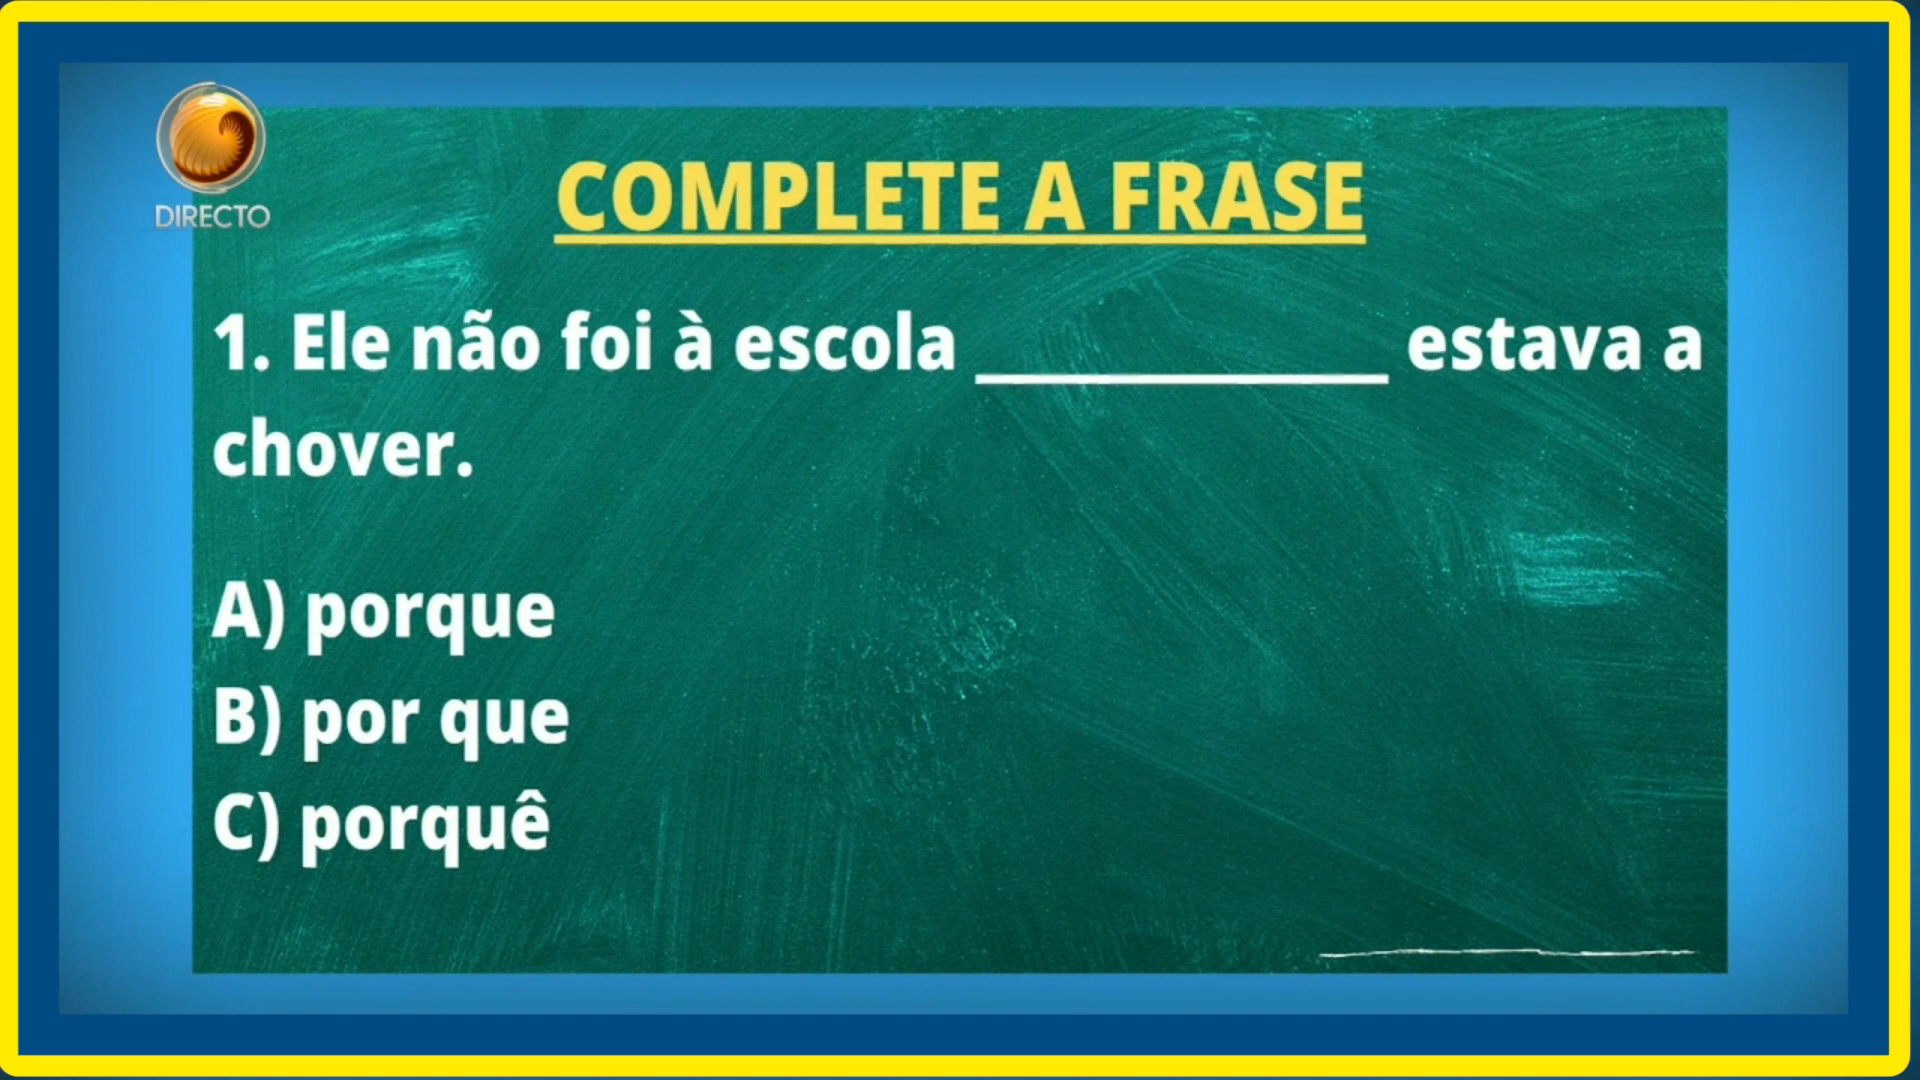 DIRECTO
COMPLETE A FRASE
1. Ele não foi à escola ____________ estava a
chover.
A) porque
B) por que
C) porquê